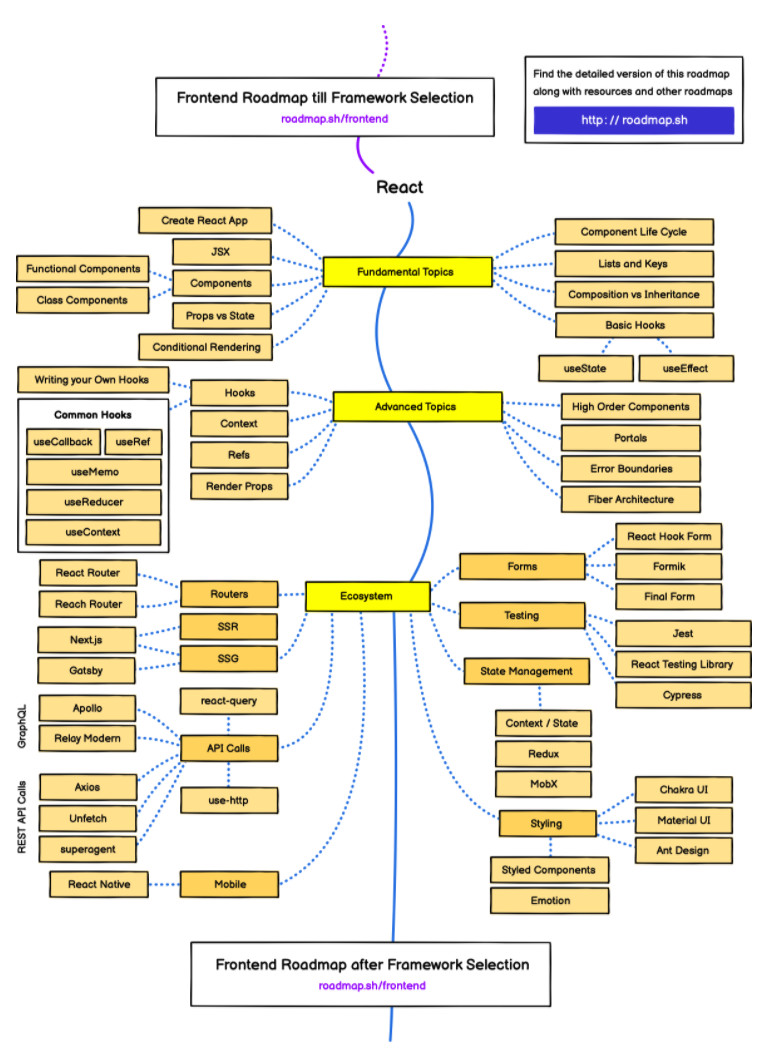 Frontend Roadmap till Framework Selection
roadmap.sh/frontend
Find the detailed version of this roadmap
along with resources and other roadmaps
http: // roadmap.sh
React
Fundamental Topics
Create React App
JSX
Components
Functional Components
Class Components
Props vs State
Conditional Rendering
Component Life Cycle
Lists and Keys
Composition vs Inheritance
Basic Hooks
useState
useEffect
Advanced Topics
Hooks
Writing your Own Hooks
Common Hooks
useCallback
useRef
useMemo
useReducer
useContext
Context
Refs
Render Props
High Order Components
Portals
Error Boundaries
Fiber Architecture
Ecosystem
Routers
React Router
Reach Router
SSR
SSG
Next.js
Gatsby
API Calls
react-query
use-http
GraphQL
Apollo
Relay Modern
REST API Calls
Axios
Unfetch
superagent
Mobile
React Native
Forms
React Hook Form
Formik
Final Form
Testing
Jest
React Testing Library
Cypress
State Management
Context / State
Redux
MobX
Styling
Chakra UI
Material UI
Ant Design
Styled Components
Emotion
Frontend Roadmap after Framework Selection
roadmap.sh/frontend